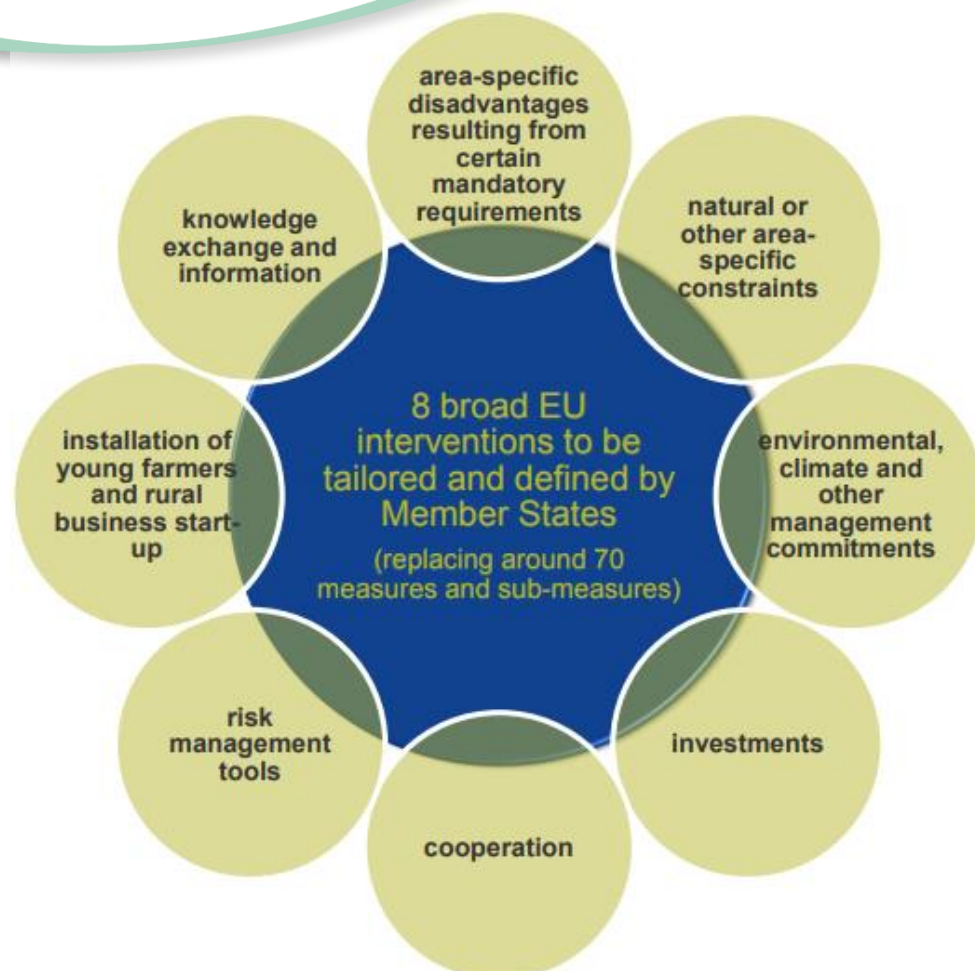 area-specific
disadvantages
resulting from
certain
mandatory
requirements
natural or
other area-
specific
constraints
environmental,
climate and
other
management
commitments
investments
cooperation
risk
management
tools
installation of
young farmers
and rural
business start-
up
knowledge
exchange and
information
8 broad EU
interventions to be
tailored and defined by
Member States
(replacing around 70
measures and sub-measures)